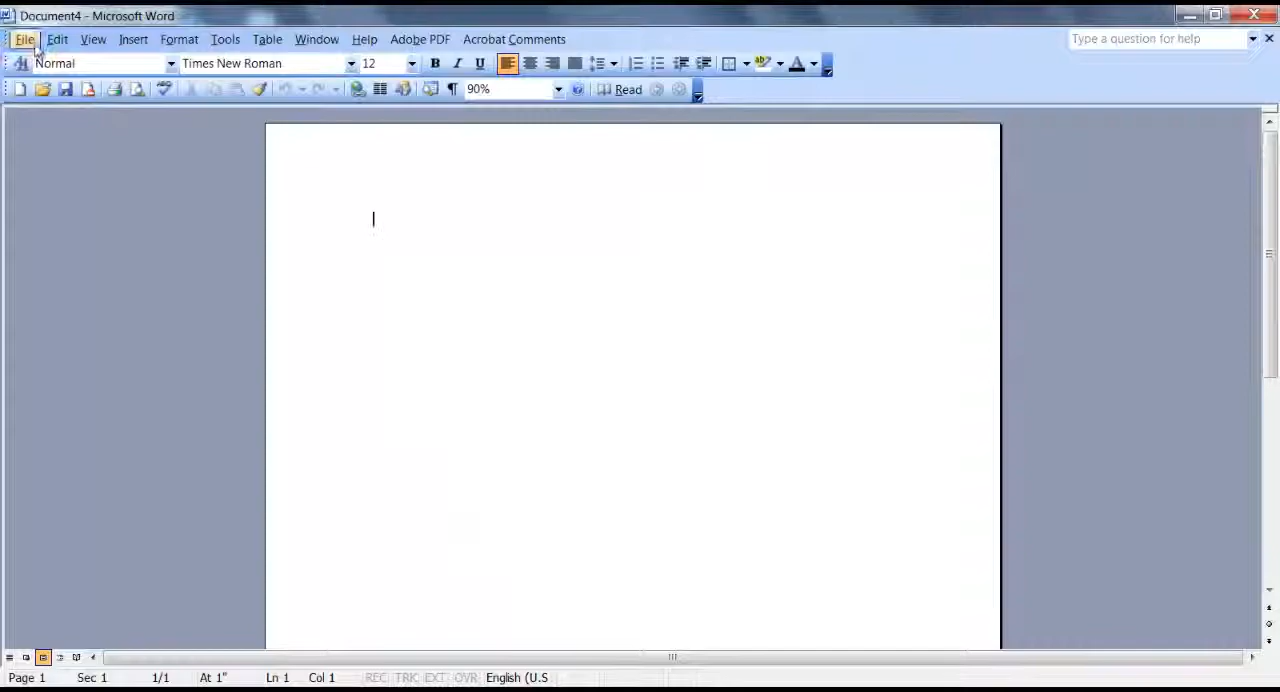 Document4 - Microsoft Word
File Edit View Insert Format Tools Table Window Help Adobe PDF Acrobat Comments Type a question for help
Normal Times New Roman 12 B I U A
90% Read
Page 1 Sec 1 1/1 At 1" Ln 1 Col 1 REC TRK EXT OVR English (U.S